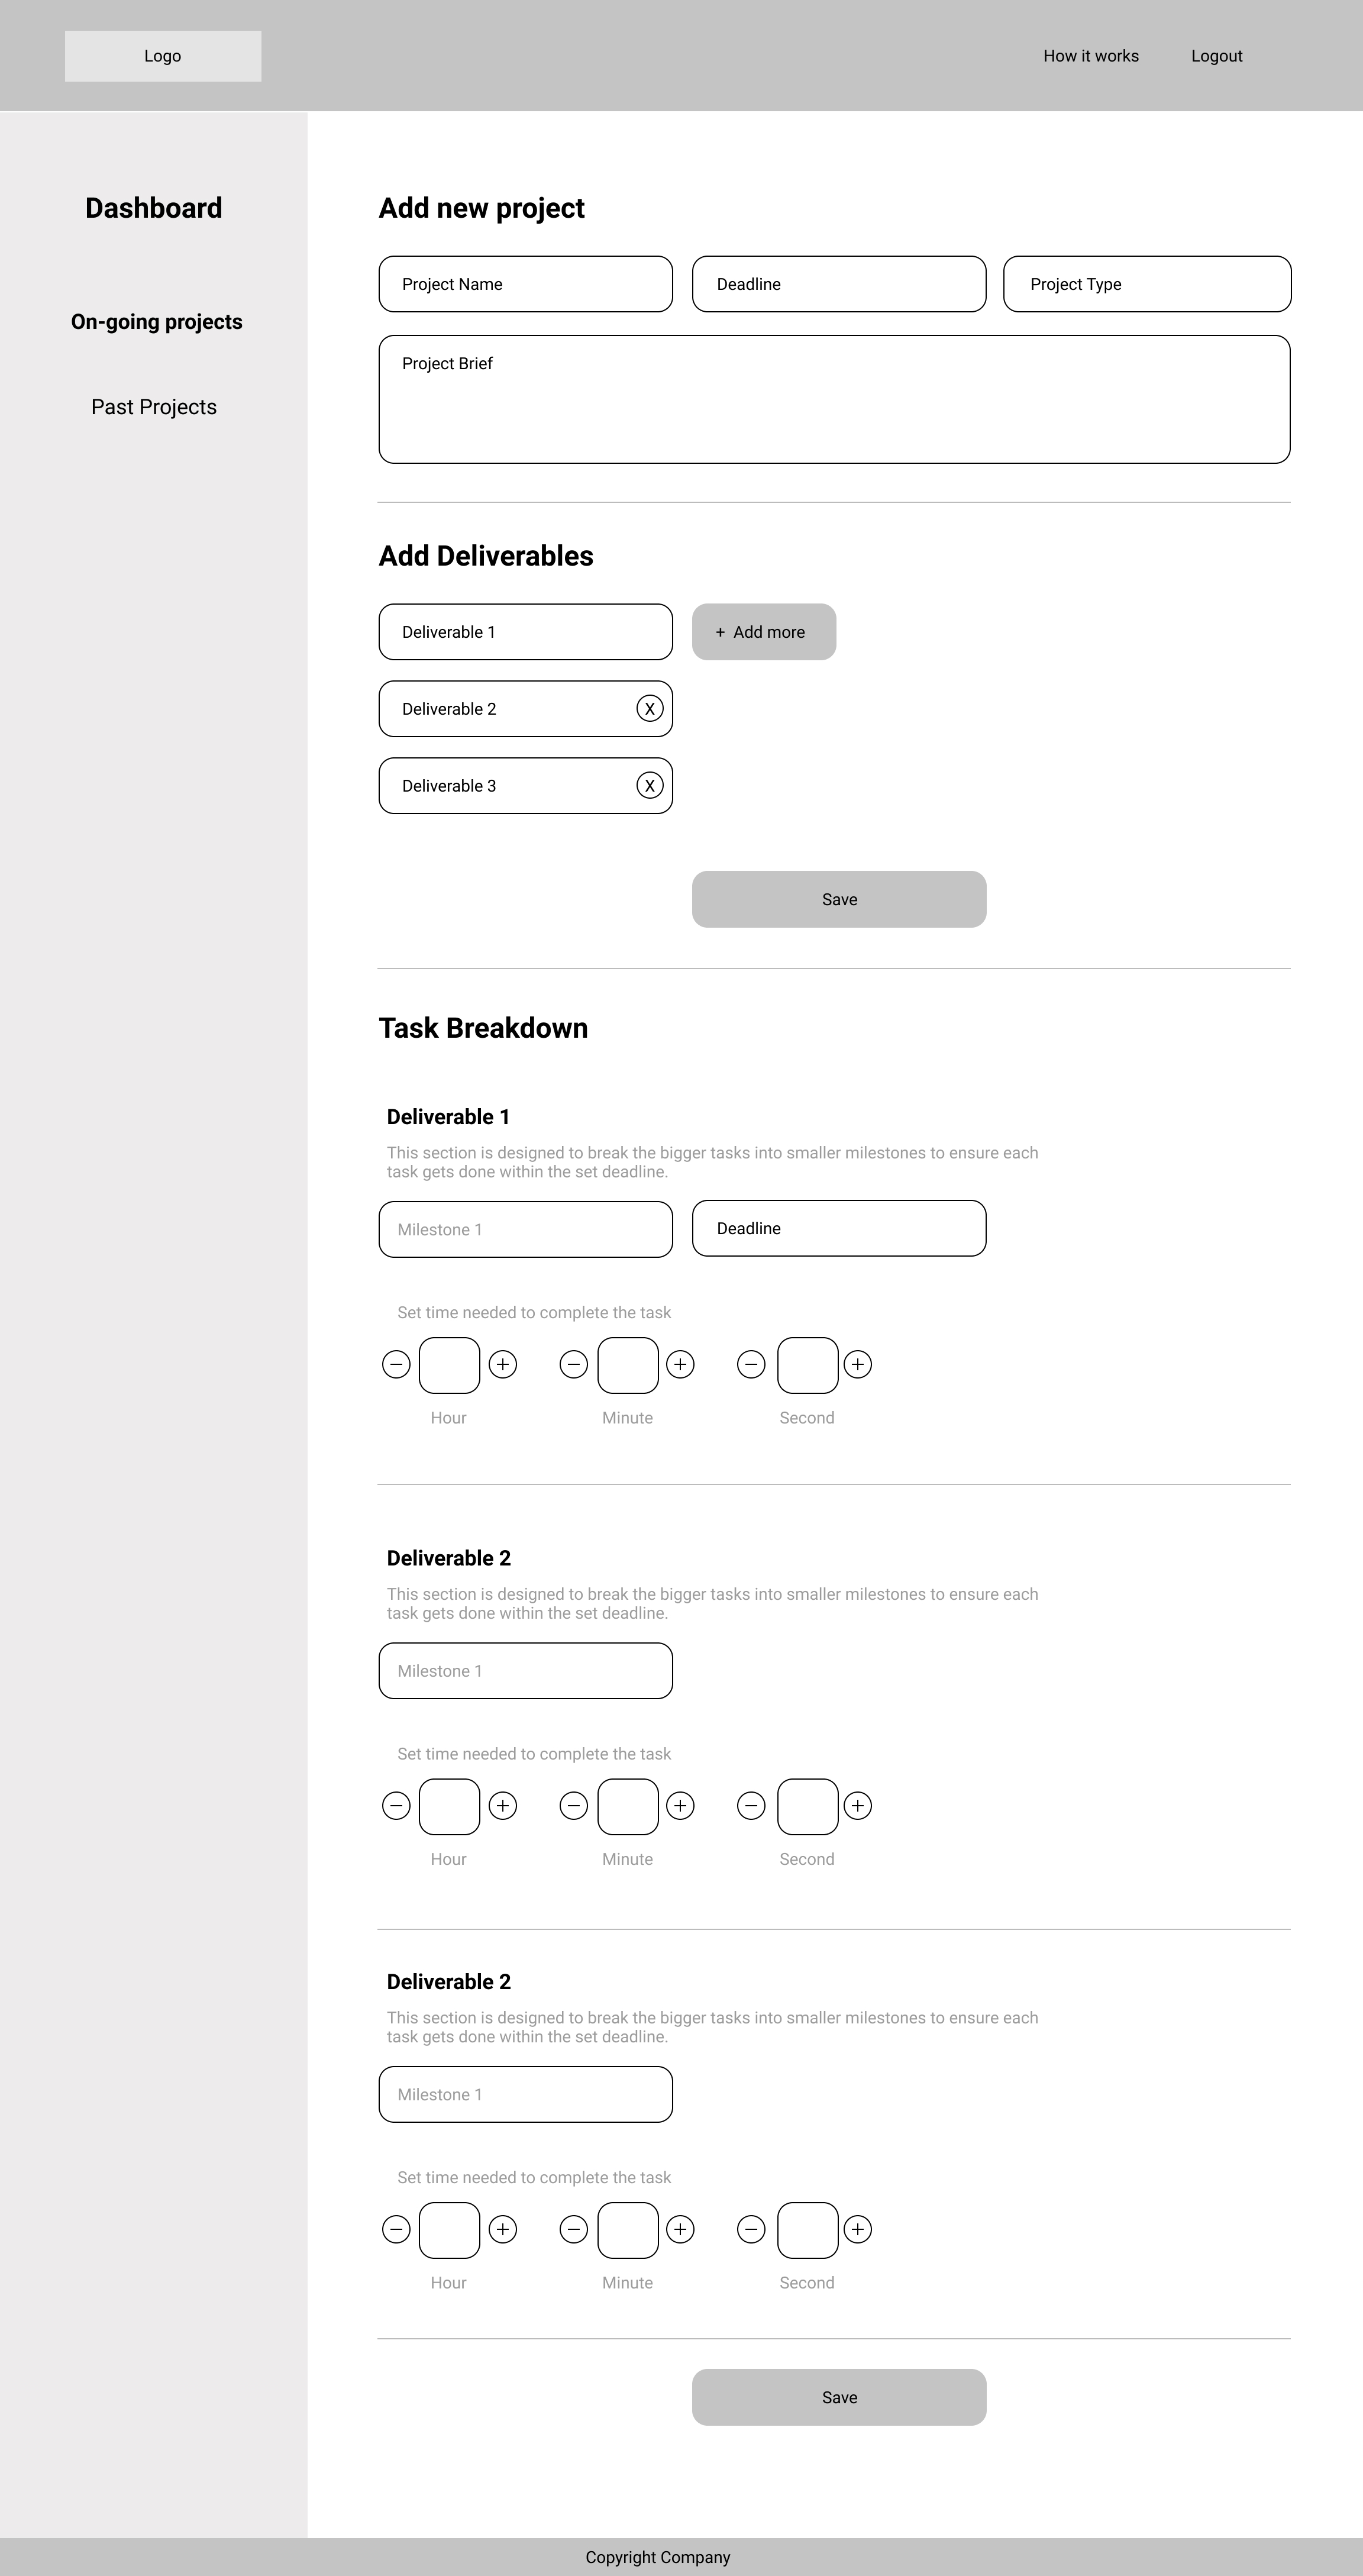 Logo
How it works
Logout
Dashboard
On-going projects
Past Projects
Add new project
Project Name
Deadline
Project Type
Project Brief
Add Deliverables
Deliverable 1
+ Add more
Deliverable 2
X
Deliverable 3
X
Save
Task Breakdown
Deliverable 1
This section is designed to break the bigger tasks into smaller milestones to ensure each
task gets done within the set deadline.
Milestone 1
Deadline
Set time needed to complete the task
Hour
Minute
Second
Deliverable 2
This section is designed to break the bigger tasks into smaller milestones to ensure each
task gets done within the set deadline.
Milestone 1
Set time needed to complete the task
Hour
Minute
Second
Deliverable 2
This section is designed to break the bigger tasks into smaller milestones to ensure each
task gets done within the set deadline.
Milestone 1
Set time needed to complete the task
Hour
Minute
Second
Save
Copyright Company